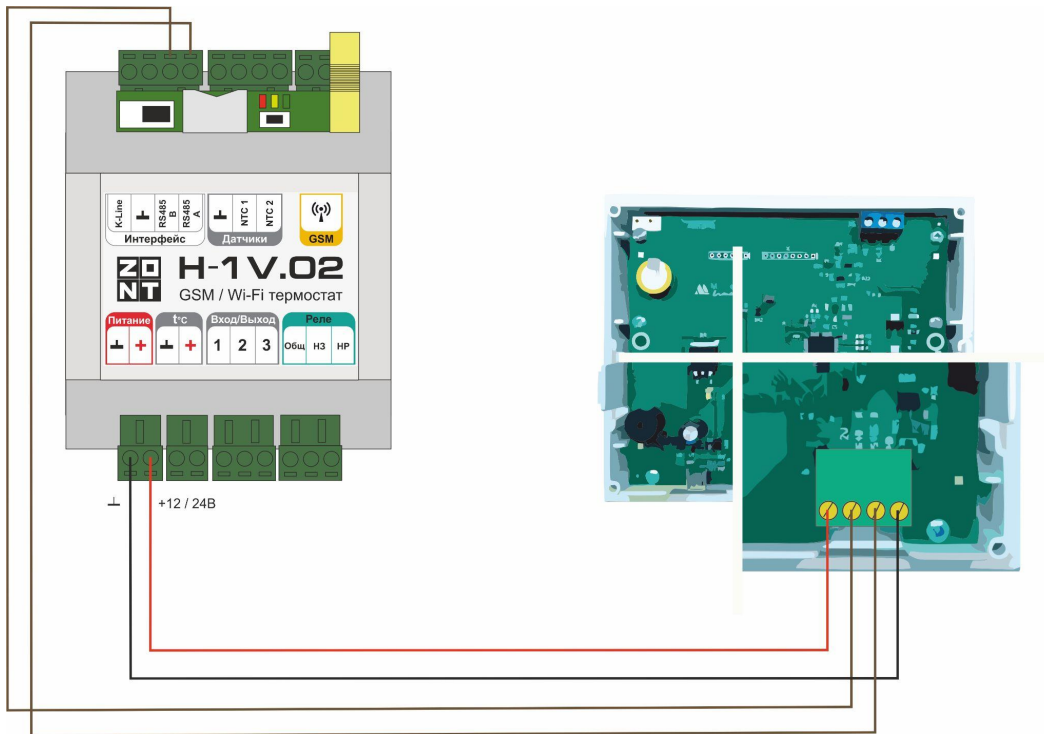 K-Line
RS485 B
RS485 A
NTC 1
NTC 2
Интерфейс
Датчики
GSM
ZONT
H-1V.02
GSM / Wi-Fi термостат
Питание
t°C
Вход/Выход
Реле
+
+
1
2
3
Общ
НЗ
НР
+12 / 24В